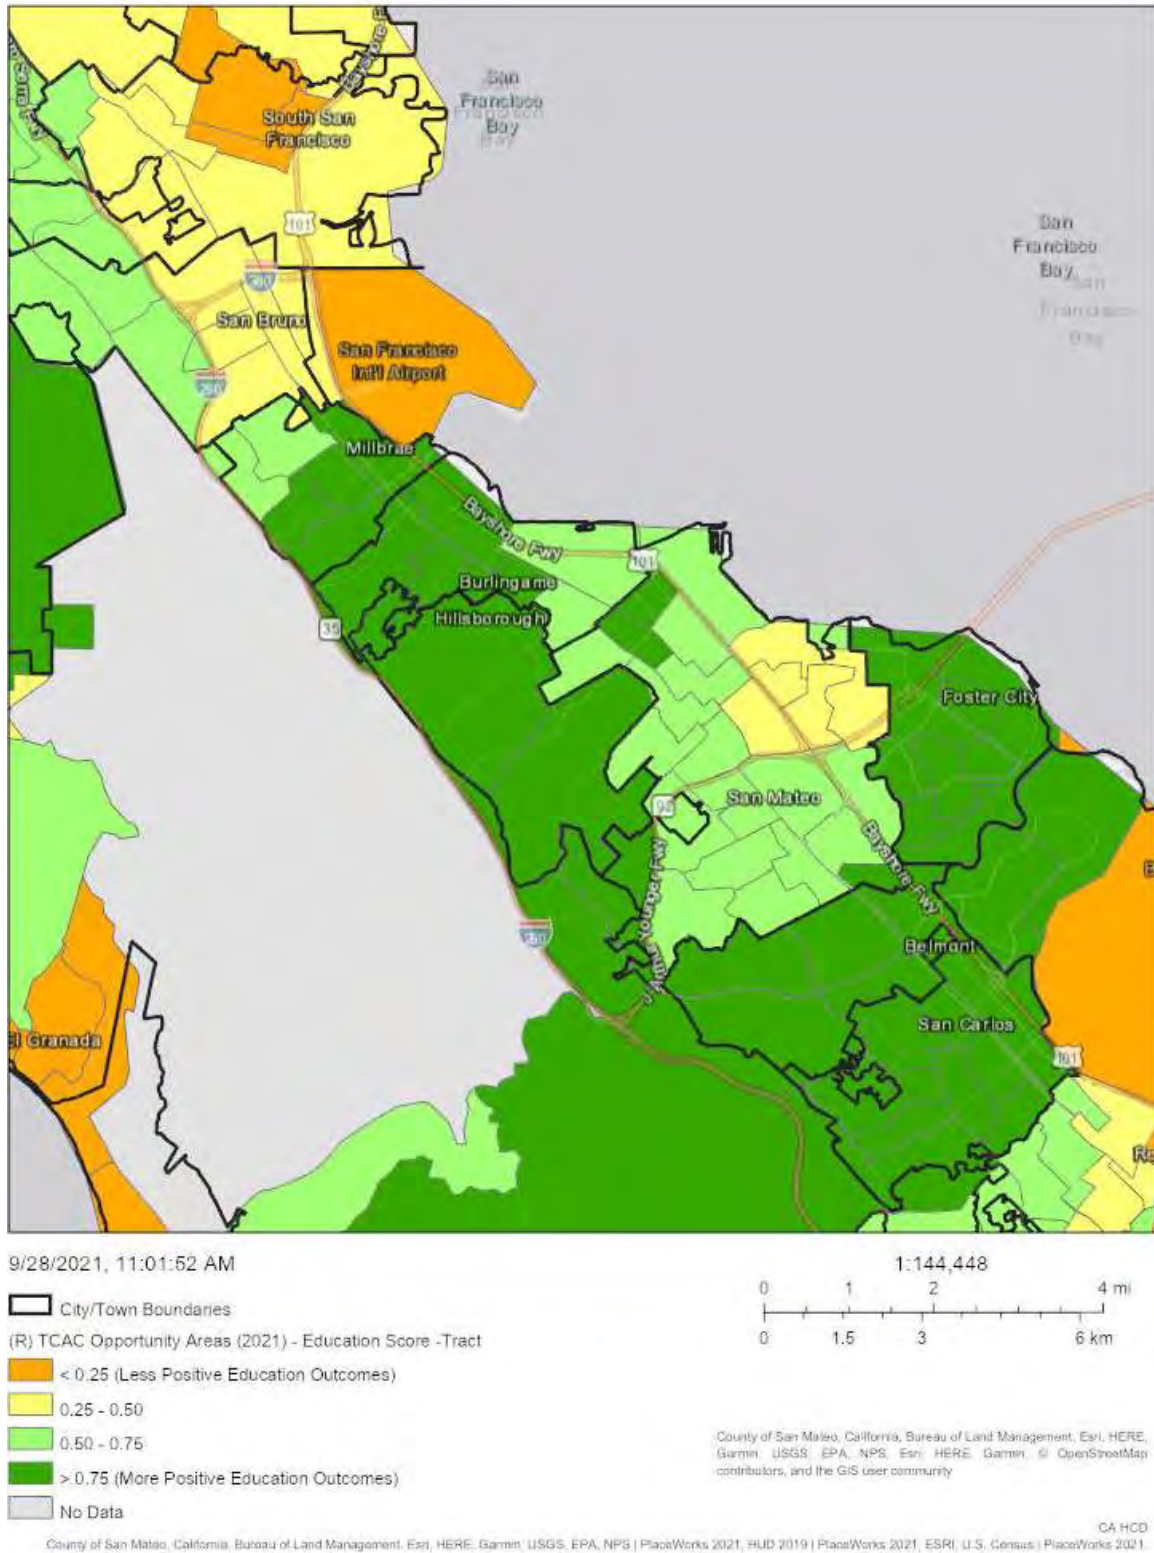 San
Francisco
Bay
San
Francisco
Bay
South San
Francisco
101
San
Francisco
Bay
San
Francisco
Bay
280
San Bruno
San Francisco
Int'l Airport
280
Millbrae
Bayshore Fwy
101
Burlingame
Hillsborough
35
Foster City
San Mateo
92
Bayshore Fwy
J Arthur Younger Fwy
280
Belmont
San Carlos
El Granada
101
9/28/2021, 11:01:52 AM
1:144,448
0 1 2 4 mi
0 1.5 3 6 km
City/Town Boundaries
(R) TCAC Opportunity Areas (2021) - Education Score -Tract
< 0.25 (Less Positive Education Outcomes)
0.25 - 0.50
0.50 - 0.75
> 0.75 (More Positive Education Outcomes)
No Data
County of San Mateo, California, Bureau of Land Management, Esri, HERE,
Garmin, USGS, EPA, NPS, Esri, HERE, Garmin, © OpenStreetMap
contributors, and the GIS user community
CA HCD
County of San Mateo, California, Bureau of Land Management, Esri, HERE, Garmin, USGS, EPA, NPS | PlaceWorks 2021, HUD 2019 | PlaceWorks 2021, ESRI, U.S. Census | PlaceWorks 2021